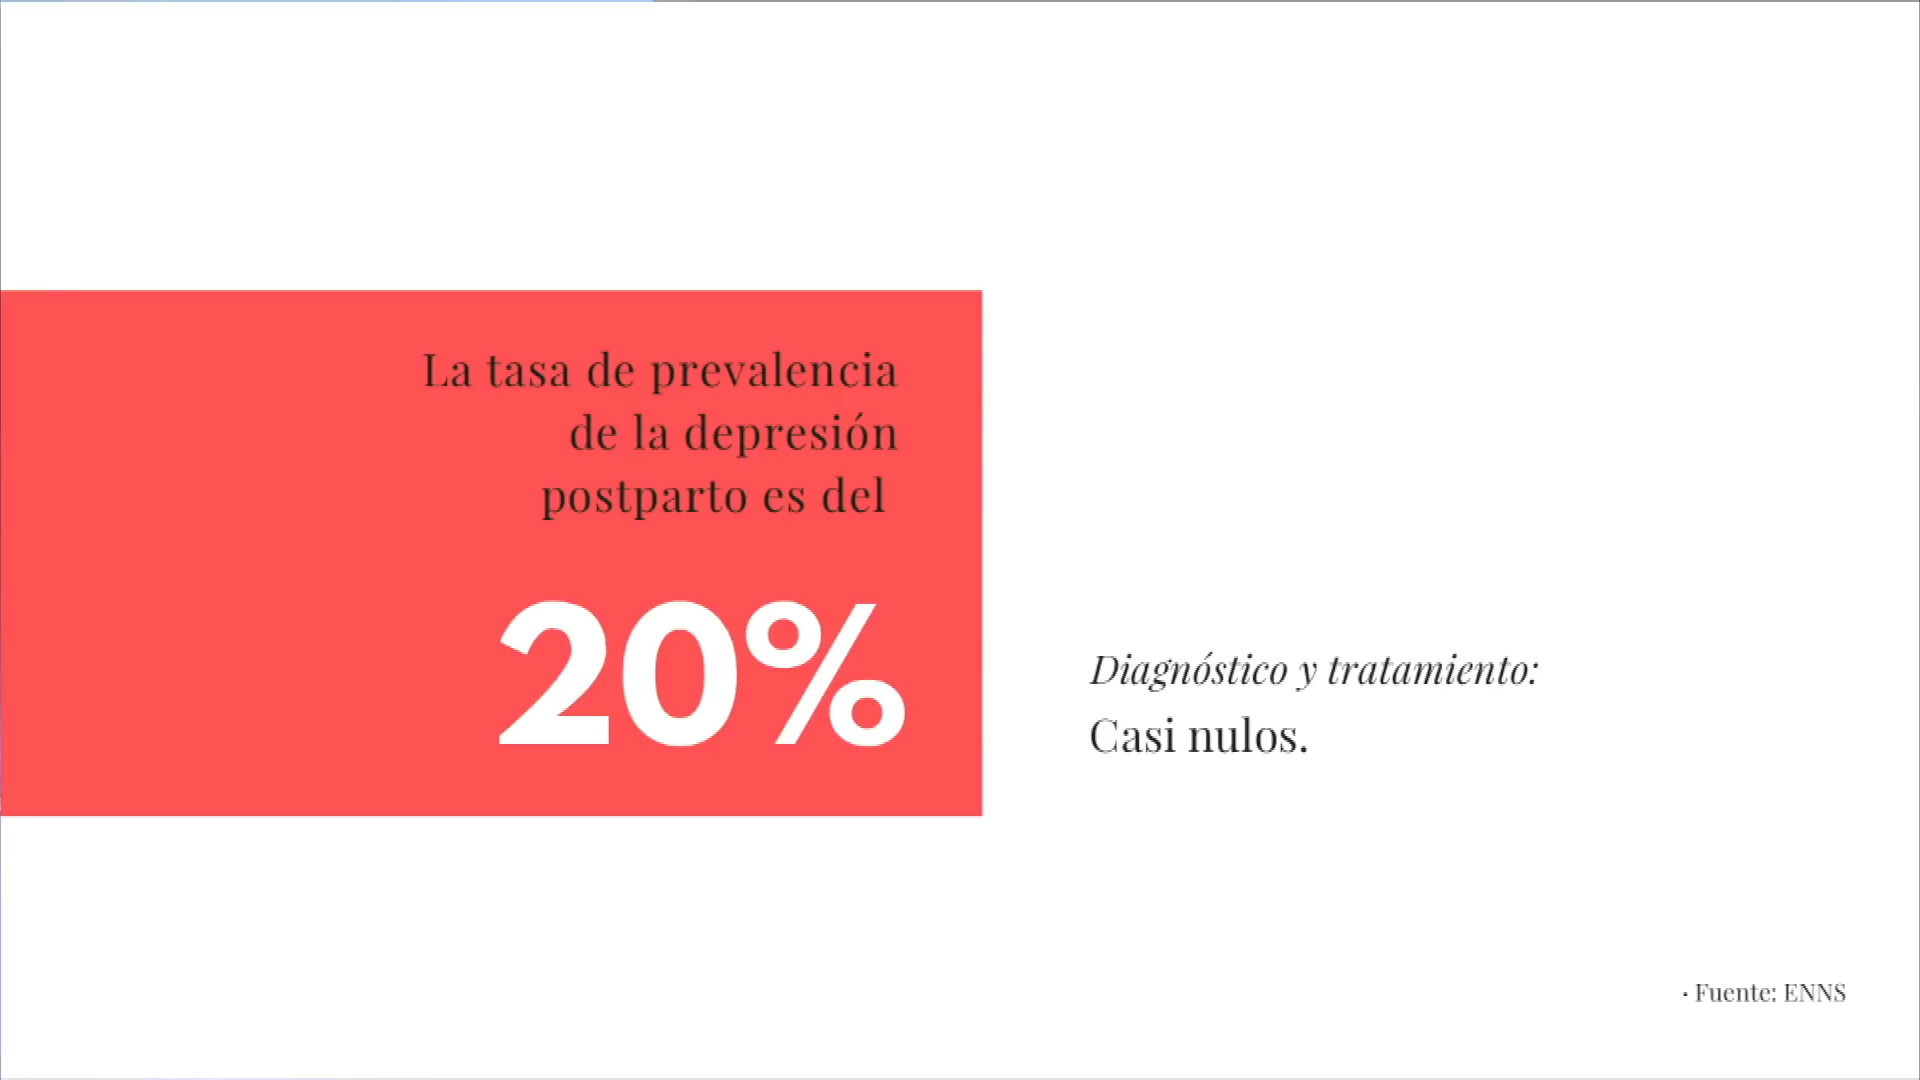 La tasa de prevalencia
de la depresión
postparto es del
20%
Diagnóstico y tratamiento:
Casi nulos.
· Fuente: ENNS